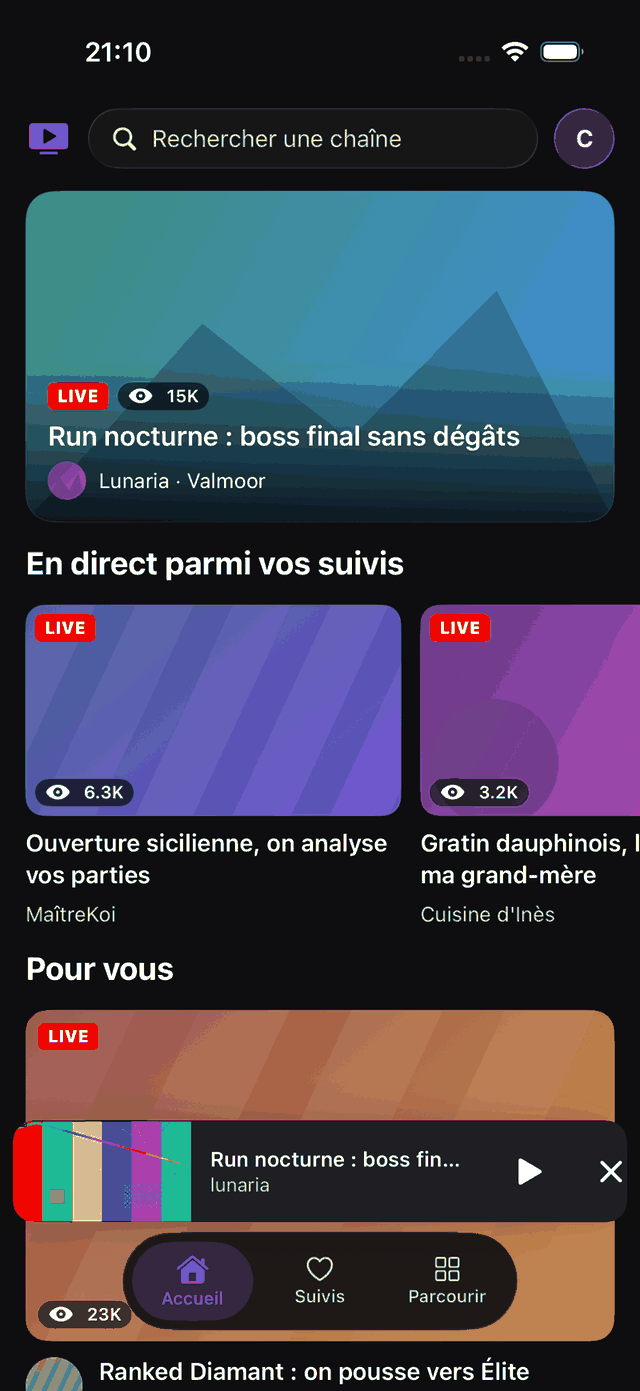 21:10
Rechercher une chaîne
C
LIVE
15K
Run nocturne : boss final sans dégâts
Lunaria · Valmoor
En direct parmi vos suivis
LIVE
6.3K
Ouverture sicilienne, on analyse
vos parties
MaîtreKoi
LIVE
3.2K
Gratin dauphinois,
ma grand-mère
Cuisine d'Inès
Pour vous
LIVE
Run nocturne : boss fin...
lunaria
Accueil
Suivis
Parcourir
23K
Ranked Diamant : on pousse vers Élite